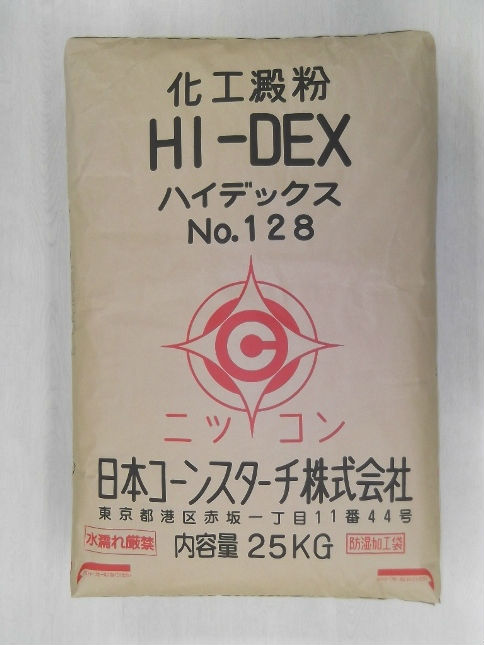 化工澱粉
HI-DEX
ハイデックス
No.128
C
ニッコン
日本コーンスターチ株式会社
東京都港区赤坂一丁目11番44号
水濡れ厳禁 内容量 25KG 防湿加工袋